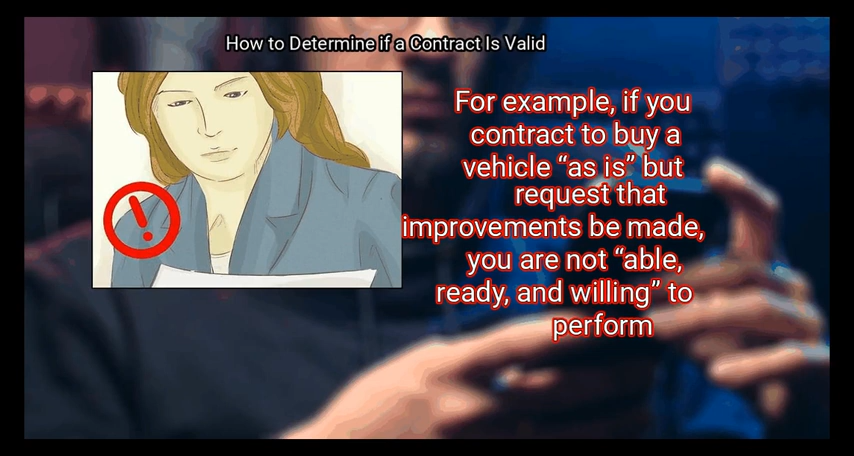 How to Determine if a Contract Is Valid
For example, if you
contract to buy a
vehicle “as is” but
request that
improvements be made,
you are not “able,
ready, and willing” to
perform